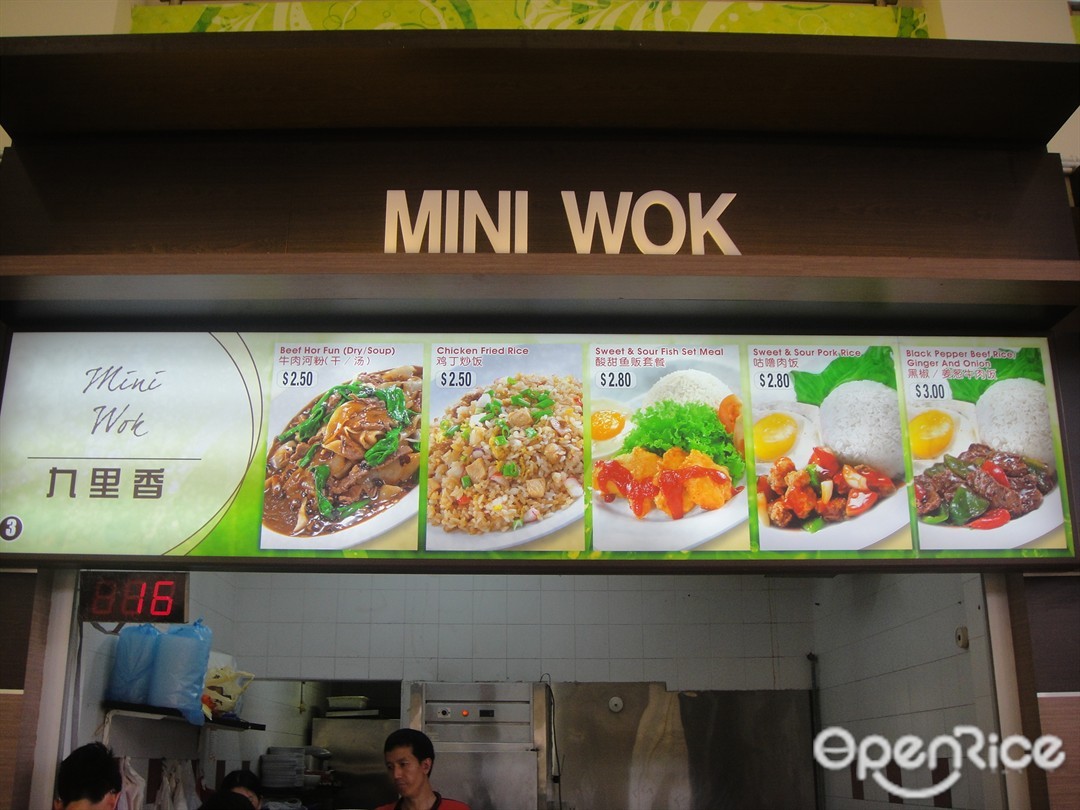 MINI WOK
Mini
Wok
九里香
3
Beef Hor Fun (Dry/Soup)
牛肉河粉(干/汤)
$2.50
Chicken Fried Rice
鸡丁炒饭
$2.50
Sweet & Sour Fish Set Meal
酸甜鱼贩套餐
$2.80
Sweet & Sour Pork Rice
咕噜肉饭
$2.80
Black Pepper Beef Rice/
Ginger And Onion
黑椒/姜葱牛肉饭
$3.00
16
OpenRice